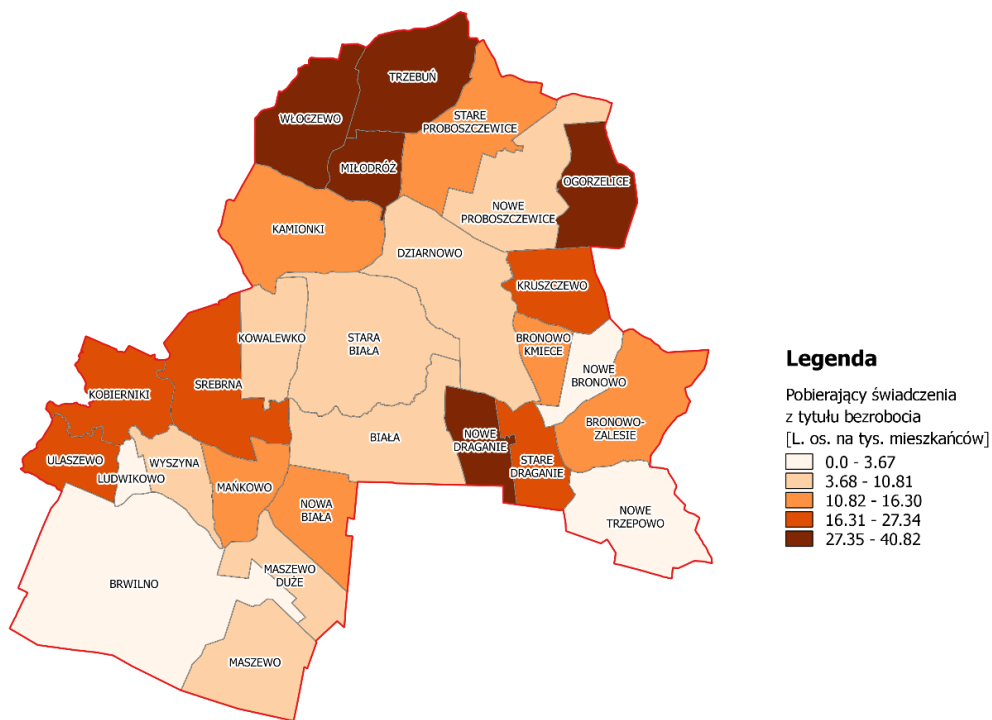 TRZEBUŃ
WŁOCZEWO
STARE
PROBOSZCZEWICE
MIŁODRÓŻ
OGORZELICE
NOWE
PROBOSZCZEWICE
KAMIONKI
DZIARNOWO
KRUSZCZEWO
KOWALEWKO
STARA
BIAŁA
BRONOWO
KMIECE
NOWE
BRONOWO
SREBRNA
KOBIERNIKI
BRONOWO-
ZALESIE
BIAŁA
NOWE
DRAGANIE
STARE
DRAGANIE
ULASZEWO
WYSZYNA
LUDWIKOWO
MAŃKOWO
NOWA
BIAŁA
NOWE
TRZEPOWO
MASZEWO
DUŻE
BRWILNO
MASZEWO
Legenda
Pobierający świadczenia
z tytułu bezrobocia
[L. os. na tys. mieszkańców]
0.0 - 3.67
3.68 - 10.81
10.82 - 16.30
16.31 - 27.34
27.35 - 40.82